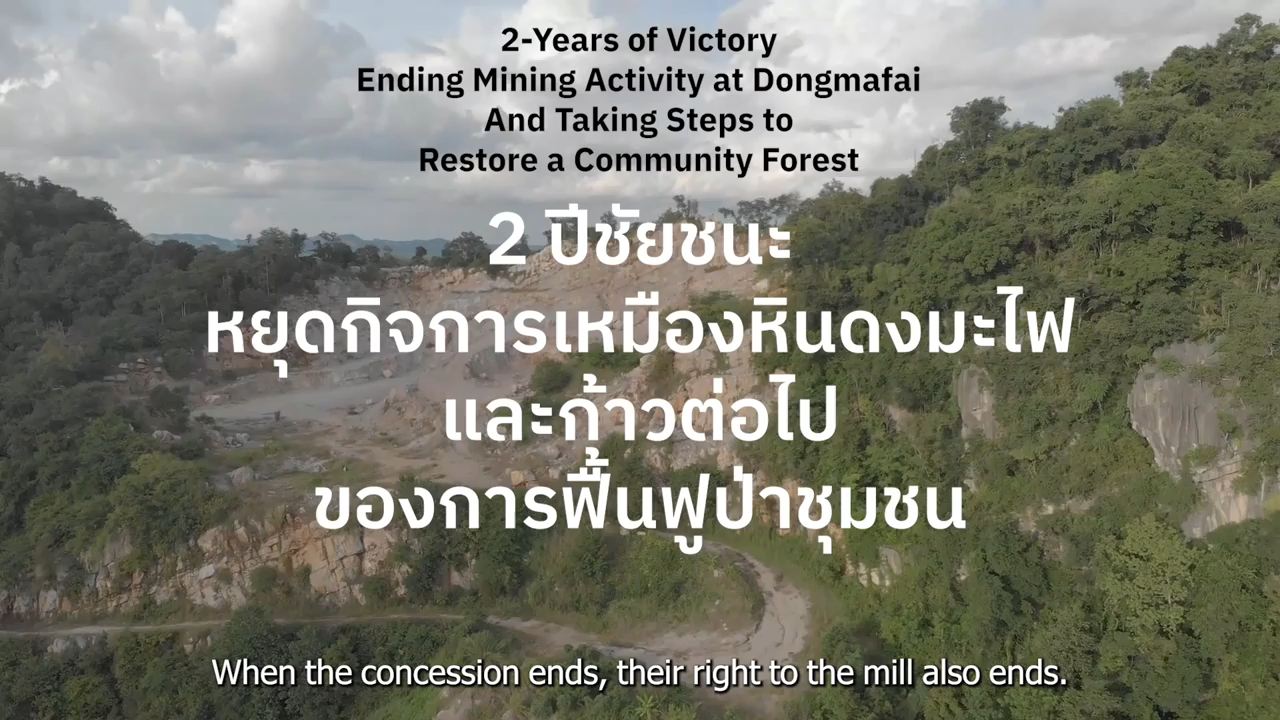 2-Years of Victory
Ending Mining Activity at Dongmafai
And Taking Steps to
Restore a Community Forest
2 ปีชัยชนะ
หยุดกิจการเหมืองหินดงมะไฟ
และก้าวต่อไป
ของการฟื้นฟูป่าชุมชน
When the concession ends, their right to the mill also ends.